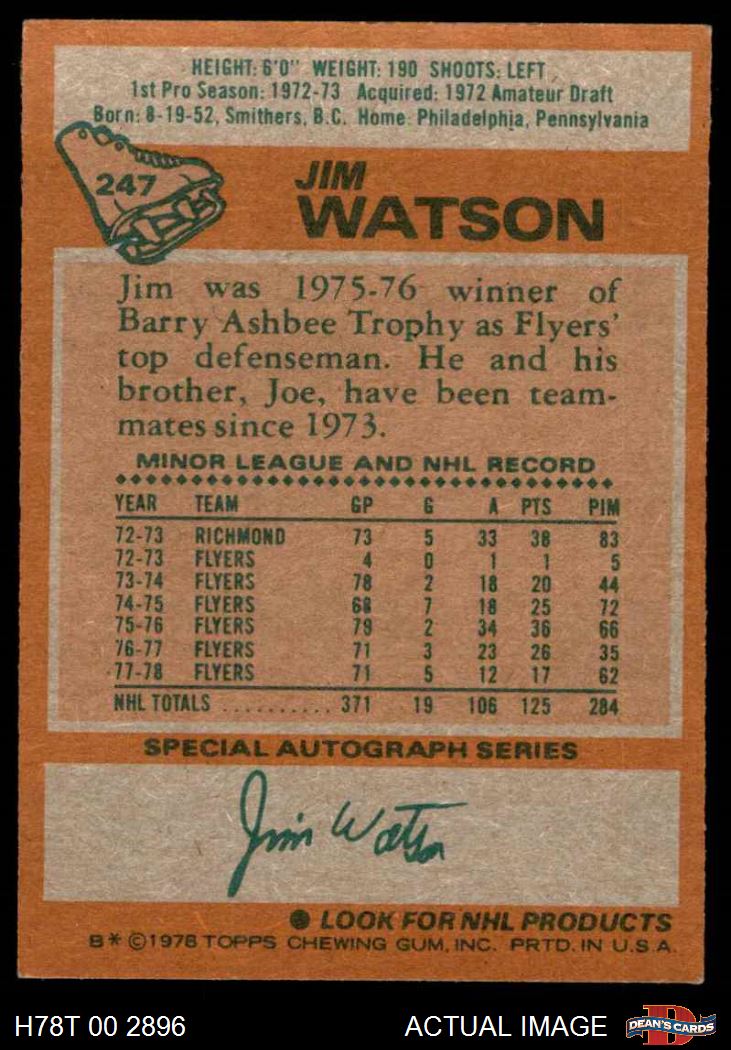 HEIGHT: 6'0" WEIGHT: 190 SHOOTS: LEFT
1st Pro Season: 1972-73 Acquired: 1972 Amateur Draft
Born: 8-19-52, Smithers, B.C. Home: Philadelphia, Pennsylvania
247
JIM
WATSON
Jim was 1975-76 winner of
Barry Ashbee Trophy as Flyers'
top defenseman. He and his
brother, Joe, have been team-
mates since 1973.
MINOR LEAGUE AND NHL RECORD
YEAR TEAM GP G A PTS PIM
72-73 RICHMOND 73 5 33 38 83
72-73 FLYERS 4 0 1 1 5
73-74 FLYERS 78 2 18 20 44
74-75 FLYERS 68 7 18 25 72
75-76 FLYERS 79 2 34 36 66
76-77 FLYERS 71 3 23 26 35
77-78 FLYERS 71 5 12 17 62
NHL TOTALS .......... 371 19 106 125 284
SPECIAL AUTOGRAPH SERIES
Jim Watson
● LOOK FOR NHL PRODUCTS
B* ©1978 TOPPS CHEWING GUM, INC. PRTD. IN U.S.A.
H78T 00 2896 ACTUAL IMAGE D DEAN'S CARDS